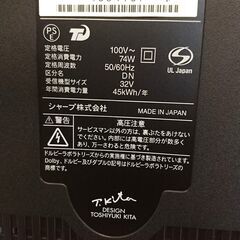 PS
E
UL Japan
定格電圧 100V~
定格消費電力 74W
定格周波数 50/60Hz
区分名 DN
受信機型サイズ 32V
年間消費電力量 45kWh/年
シャープ株式会社 MADE IN JAPAN
高圧注意
サービスマン以外の方は、裏ぶたをあけないでください。
内部には高電圧部分が数多くあり、万一さわると危険です。
ドルビーラボラトリーズからの実施権に基づき製造されています。
Dolby、ドルビー及びダブルD記号はドルビーラボラトリーズの商標です。
T.Kita
DESIGN
TOSHIYUKI KITA